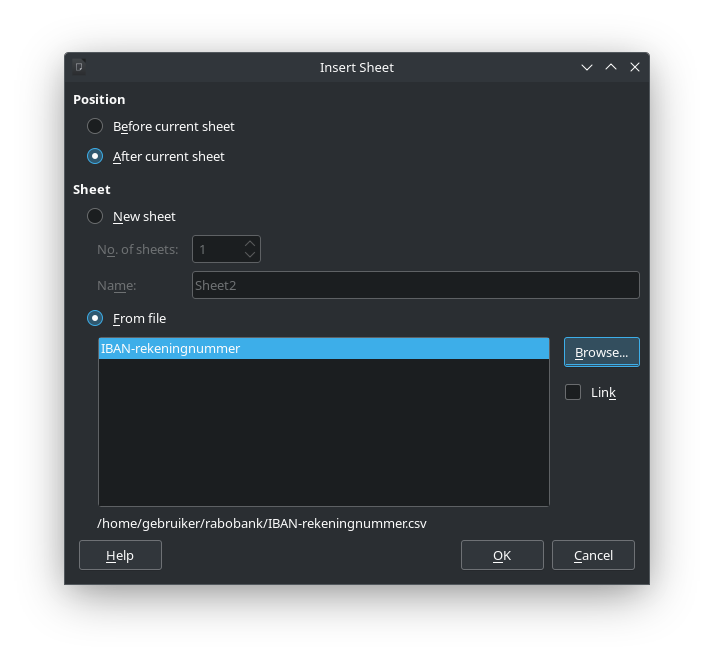 Insert Sheet
Position
Before current sheet
After current sheet
Sheet
New sheet
No. of sheets: 1
Name: Sheet2
From file
IBAN-rekeningnummer
Browse...
Link
/home/gebruiker/rabobank/IBAN-rekeningnummer.csv
Help OK Cancel